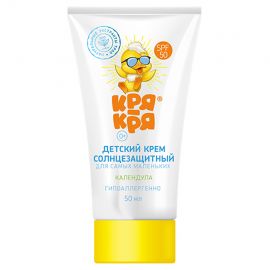 SPF
50
КРЯ®
КРЯ
0+
ДЕТСКИЙ КРЕМ
СОЛНЦЕЗАЩИТНЫЙ
ДЛЯ САМЫХ МАЛЕНЬКИХ
КАЛЕНДУЛА
ГИПОАЛЛЕРГЕННО
50 мл